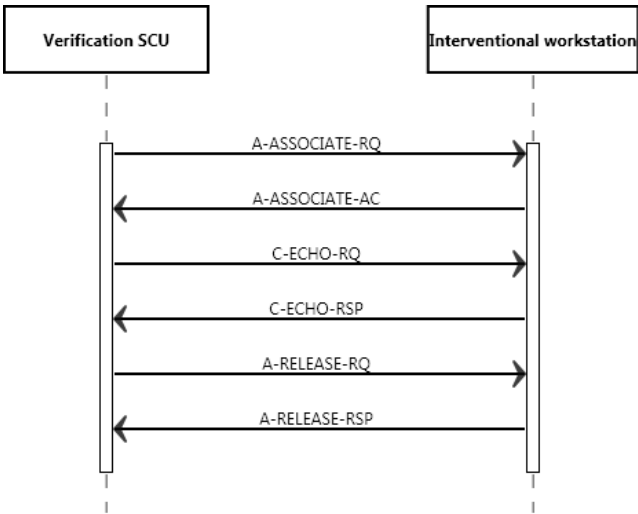 Verification SCU
Interventional workstation
A-ASSOCIATE-RQ
A-ASSOCIATE-AC
C-ECHO-RQ
C-ECHO-RSP
A-RELEASE-RQ
A-RELEASE-RSP